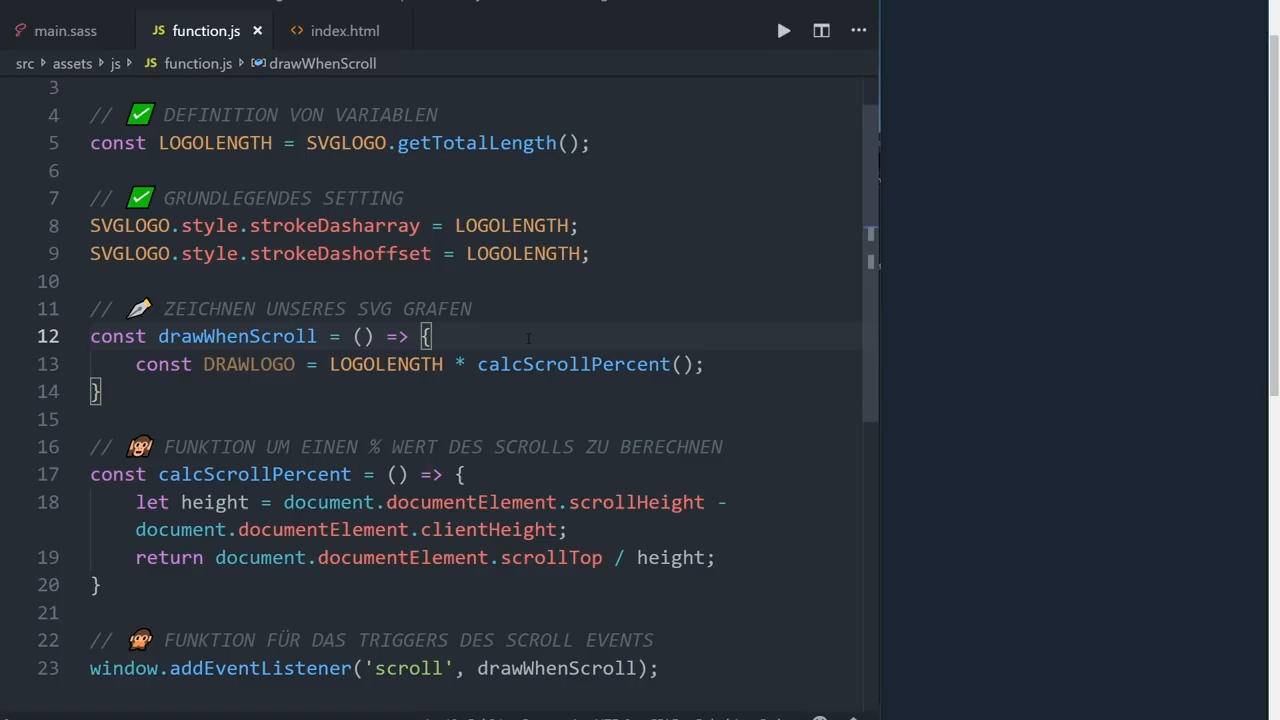 main.sass JS function.js × <> index.html
src > assets > js > JS function.js > drawWhenScroll
3
4 // ✅ DEFINITION VON VARIABLEN
5 const LOGOLENGTH = SVGLOGO.getTotalLength();
6
7 // ✅ GRUNDLEGENDES SETTING
8 SVGLOGO.style.strokeDasharray = LOGOLENGTH;
9 SVGLOGO.style.strokeDashoffset = LOGOLENGTH;
10
11 // ✒️ ZEICHNEN UNSERES SVG GRAFEN
12 const drawWhenScroll = () => {
13 const DRAWLOGO = LOGOLENGTH * calcScrollPercent();
14 }
15
16 // 🙉 FUNKTION UM EINEN % WERT DES SCROLLS ZU BERECHNEN
17 const calcScrollPercent = () => {
18 let height = document.documentElement.scrollHeight -
document.documentElement.clientHeight;
19 return document.documentElement.scrollTop / height;
20 }
21
22 // 🙊 FUNKTION FÜR DAS TRIGGERS DES SCROLL EVENTS
23 window.addEventListener('scroll', drawWhenScroll);